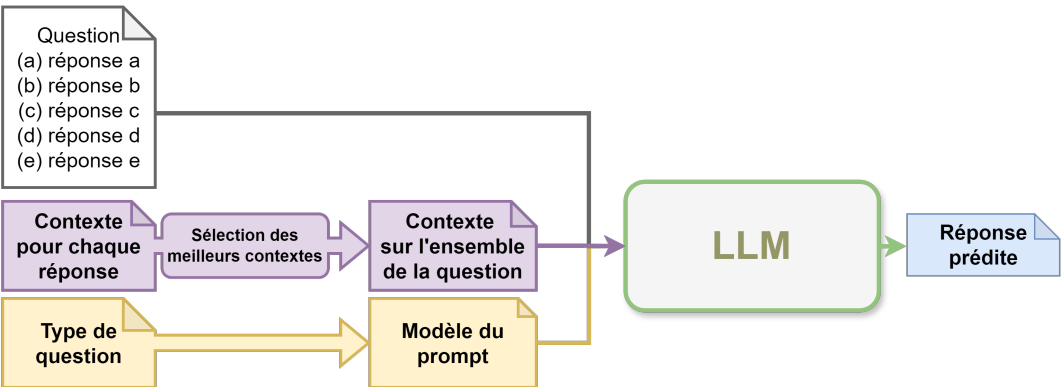 Question
(a) réponse a
(b) réponse b
(c) réponse c
(d) réponse d
(e) réponse e
Contexte
pour chaque
réponse
Sélection des
meilleurs contextes
Contexte
sur l'ensemble
de la question
LLM
Réponse
prédite
Type de
question
Modèle du
prompt